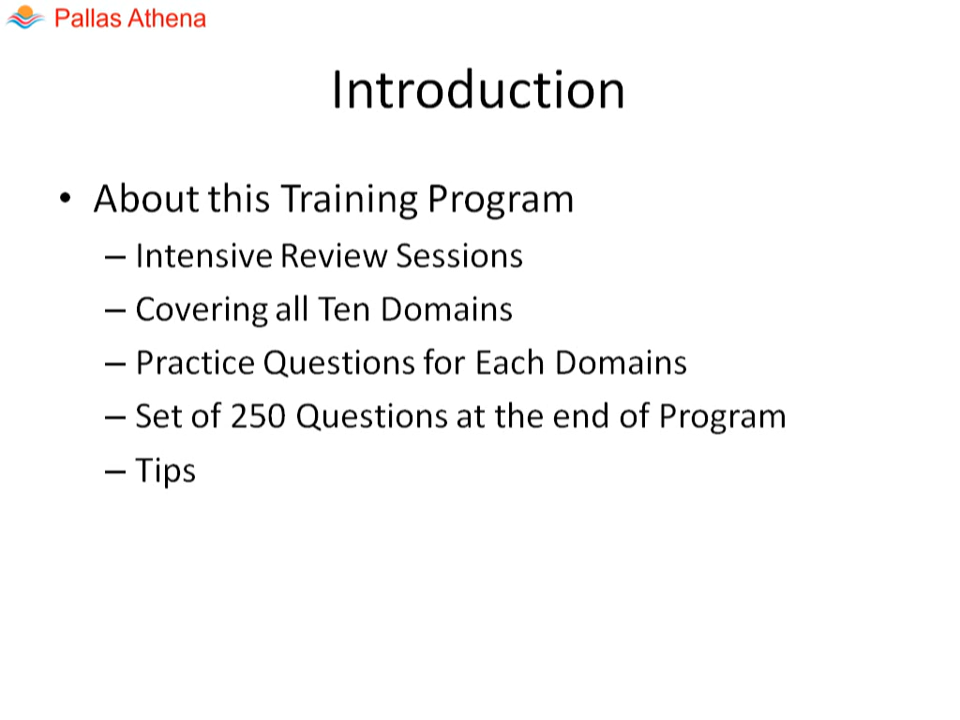 Pallas Athena
Introduction
• About this Training Program
– Intensive Review Sessions
– Covering all Ten Domains
– Practice Questions for Each Domains
– Set of 250 Questions at the end of Program
– Tips